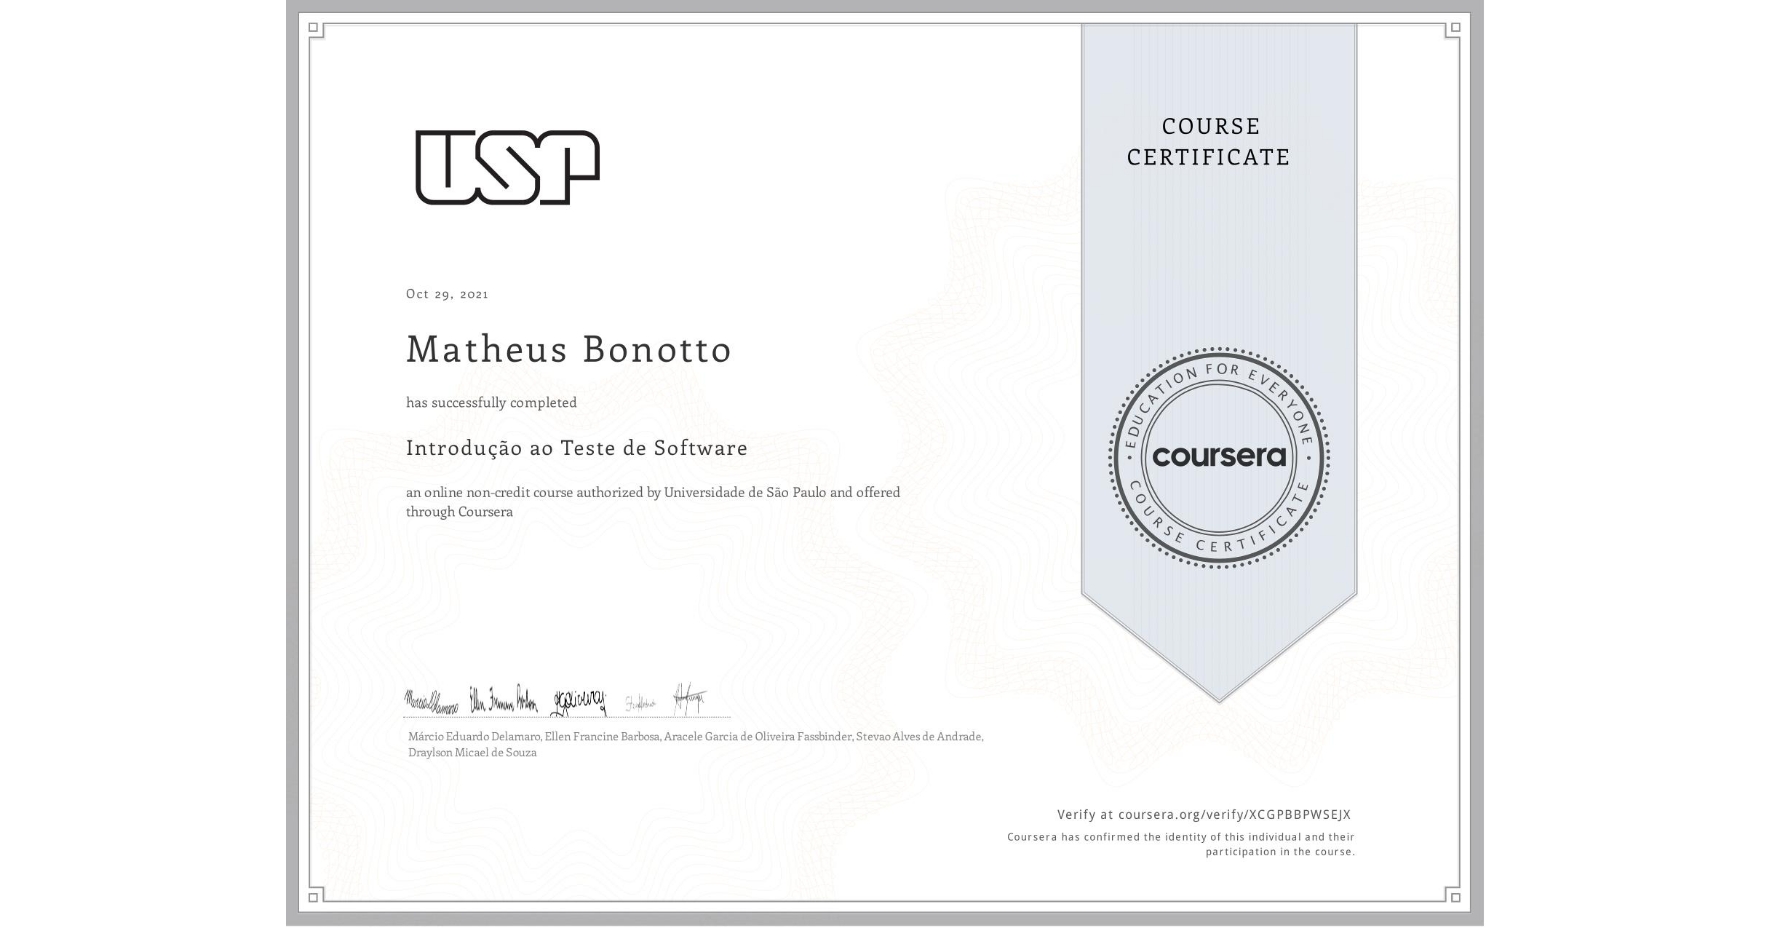 USP
COURSE
CERTIFICATE
Oct 29, 2021
Matheus Bonotto
has successfully completed
Introdução ao Teste de Software
an online non-credit course authorized by Universidade de São Paulo and offered
through Coursera
EDUCATION FOR EVERYONE
coursera
COURSE CERTIFICATE
Márcio Eduardo Delamaro, Ellen Francine Barbosa, Aracele Garcia de Oliveira Fassbinder, Stevao Alves de Andrade,
Draylson Micael de Souza
Verify at coursera.org/verify/XCGPBBPWSEJX
Coursera has confirmed the identity of this individual and their
participation in the course.